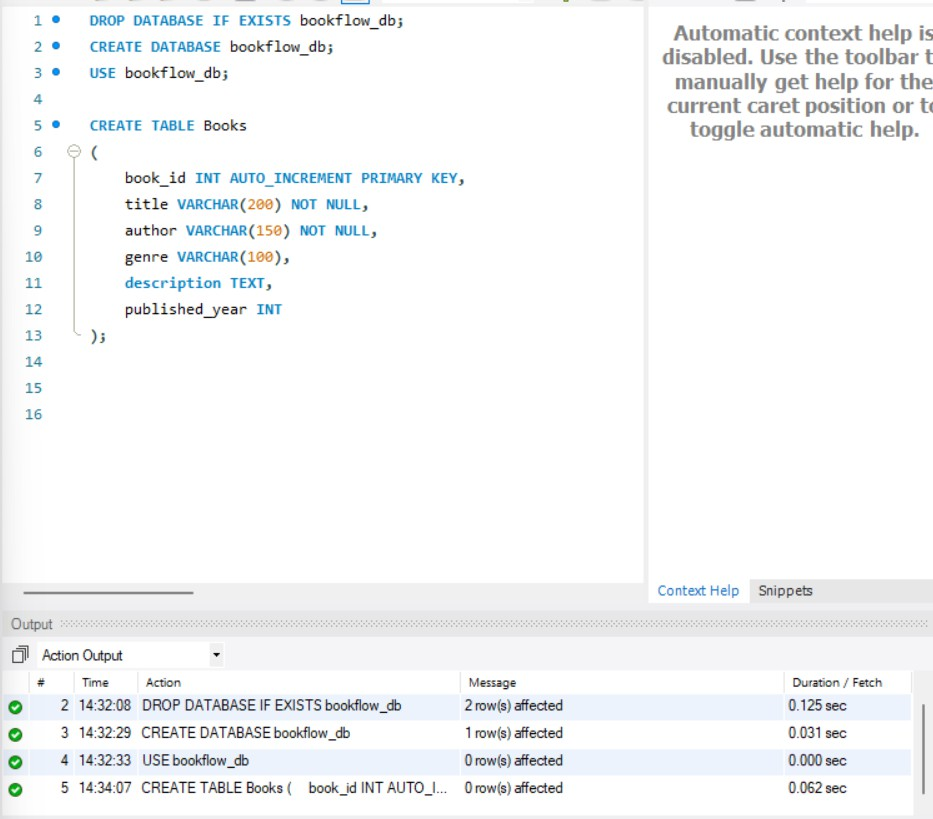 1 DROP DATABASE IF EXISTS bookflow_db;
2 CREATE DATABASE bookflow_db;
3 USE bookflow_db;
4
5 CREATE TABLE Books
6 (
7 book_id INT AUTO_INCREMENT PRIMARY KEY,
8 title VARCHAR(200) NOT NULL,
9 author VARCHAR(150) NOT NULL,
10 genre VARCHAR(100),
11 description TEXT,
12 published_year INT
13 );
14
15
16
Automatic context help is
disabled. Use the toolbar t
manually get help for the
current caret position or to
toggle automatic help.
Context Help Snippets
Output
Action Output
# Time Action Message Duration / Fetch
2 14:32:08 DROP DATABASE IF EXISTS bookflow_db 2 row(s) affected 0.125 sec
3 14:32:29 CREATE DATABASE bookflow_db 1 row(s) affected 0.031 sec
4 14:32:33 USE bookflow_db 0 row(s) affected 0.000 sec
5 14:34:07 CREATE TABLE Books ( book_id INT AUTO_I... 0 row(s) affected 0.062 sec